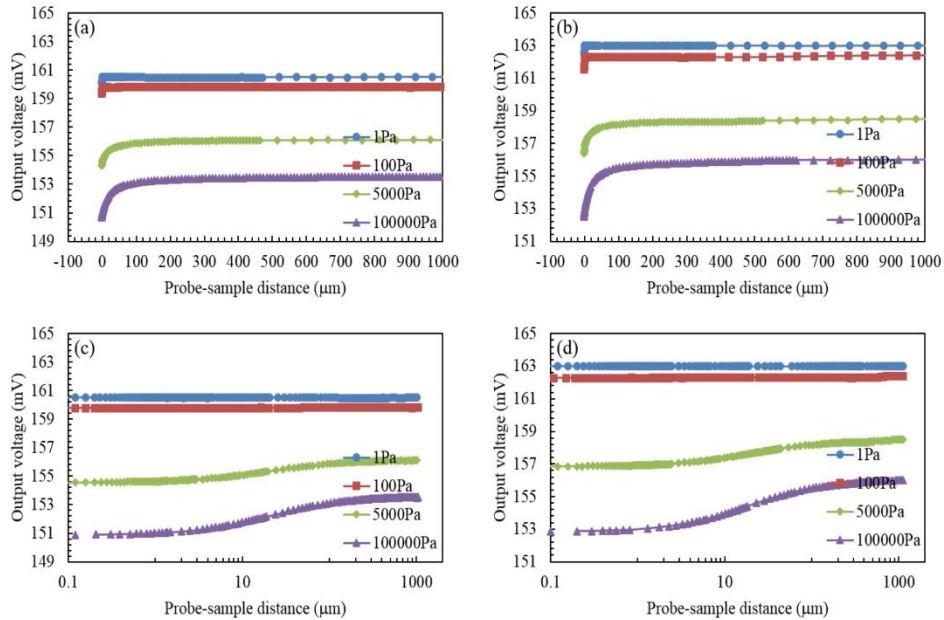 (a)
165
163
161
159
157
155
153
151
149
Output voltage (mV)
-100 0 100 200 300 400 500 600 700 800 900 1000
Probe-sample distance (μm)
1Pa
100Pa
5000Pa
100000Pa
(b)
165
163
161
159
157
155
153
151
Output voltage (mV)
-100 0 100 200 300 400 500 600 700 800 900 1000
Probe-sample distance (μm)
1Pa
100Pa
5000Pa
100000Pa
(c)
165
163
161
159
157
155
153
151
149
Output voltage (mV)
0.1 10 1000
Probe-sample distance (μm)
1Pa
100Pa
5000Pa
100000Pa
(d)
165
163
161
159
157
155
153
151
Output voltage (mV)
0.1 10 1000
Probe-sample distance (μm)
1Pa
100Pa
5000Pa
100000Pa